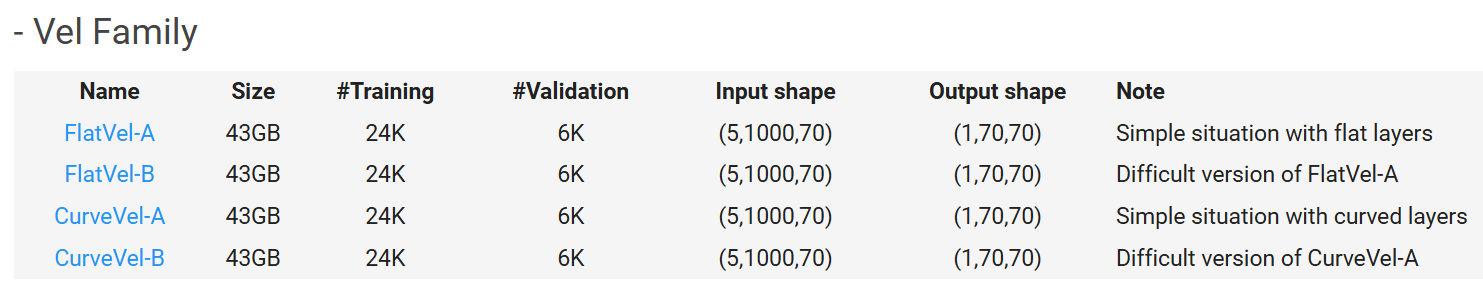 - Vel Family
Name Size #Training #Validation Input shape Output shape Note
FlatVel-A 43GB 24K 6K (5,1000,70) (1,70,70) Simple situation with flat layers
FlatVel-B 43GB 24K 6K (5,1000,70) (1,70,70) Difficult version of FlatVel-A
CurveVel-A 43GB 24K 6K (5,1000,70) (1,70,70) Simple situation with curved layers
CurveVel-B 43GB 24K 6K (5,1000,70) (1,70,70) Difficult version of CurveVel-A